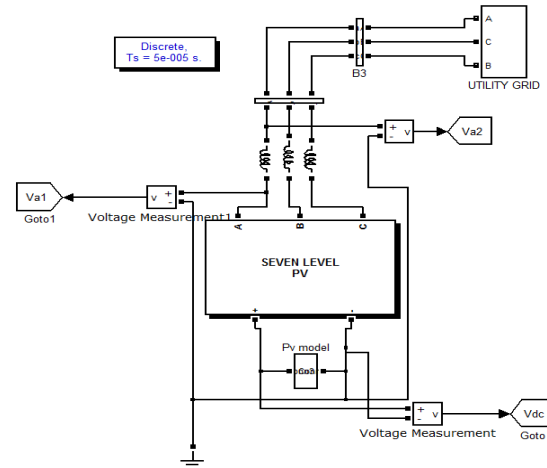 A
C
B
UTILITY GRID
B3
Discrete,
Ts = 5e-005 s.
+
-
Va2
Va1
Goto1
v
+
-
Voltage Measurement1
v
A
B
C
SEVEN LEVEL
PV
+
-
Pv model
+
-
v
Voltage Measurement
Vdc
Goto